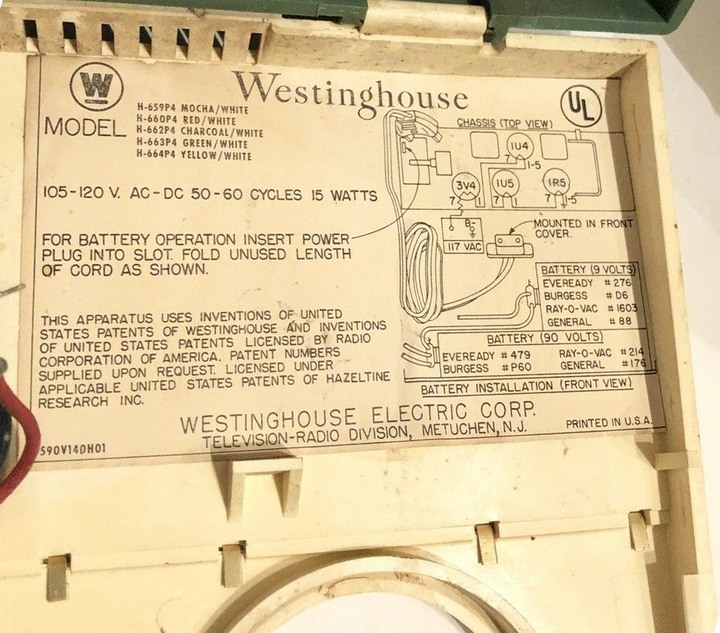 W
Westinghouse
UL
MODEL
H-659P4 MOCHA/WHITE
H-660P4 RED/WHITE
H-662P4 CHARCOAL/WHITE
H-663P4 GREEN/WHITE
H-664P4 YELLOW/WHITE
105-120 V. AC-DC 50-60 CYCLES 15 WATTS
FOR BATTERY OPERATION INSERT POWER
PLUG INTO SLOT. FOLD UNUSED LENGTH
OF CORD AS SHOWN.
THIS APPARATUS USES INVENTIONS OF UNITED
STATES PATENTS OF WESTINGHOUSE AND INVENTIONS
OF UNITED STATES PATENTS LICENSED BY RADIO
CORPORATION OF AMERICA. PATENT NUMBERS
SUPPLIED UPON REQUEST. LICENSED UNDER
APPLICABLE UNITED STATES PATENTS OF HAZELTINE
RESEARCH INC.
CHASSIS (TOP VIEW)
1U4
1-5
7
3V4
7
1U5
7
1R5
7 1-5
B-
117 VAC
MOUNTED IN FRONT
COVER.
BATTERY (9 VOLTS)
EVEREADY #276
BURGESS #D6
RAY-O-VAC #1603
GENERAL #88
BATTERY (90 VOLTS)
EVEREADY #479 RAY-O-VAC #214
BURGESS #P60 GENERAL #176
BATTERY INSTALLATION (FRONT VIEW)
WESTINGHOUSE ELECTRIC CORP.
TELEVISION-RADIO DIVISION, METUCHEN, N.J.
PRINTED IN U.S.A.
590V140H01